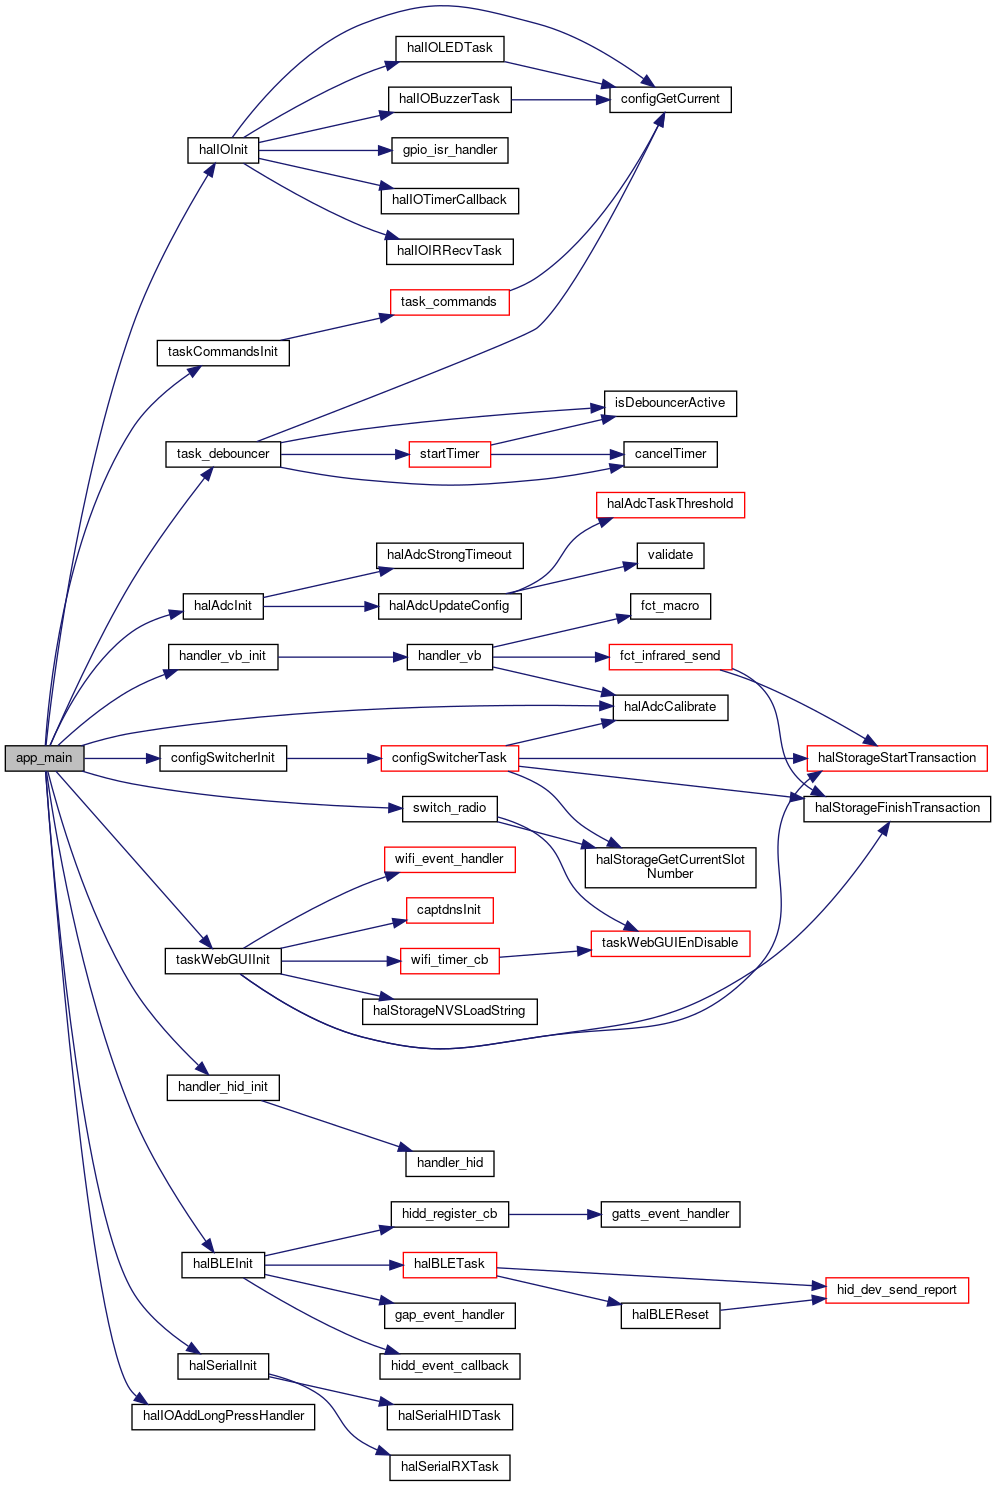 halIOLEDTask
halIOBuzzerTask
configGetCurrent
halIOInit
gpio_isr_handler
halIOTimerCallback
halIOIRRecvTask
task_commands
taskCommandsInit
isDebouncerActive
task_debouncer
startTimer
cancelTimer
halAdcTaskThreshold
halAdcStrongTimeout
validate
halAdcInit
halAdcUpdateConfig
fct_macro
handler_vb_init
handler_vb
fct_infrared_send
halAdcCalibrate
app_main
configSwitcherInit
configSwitcherTask
halStorageStartTransaction
switch_radio
halStorageFinishTransaction
wifi_event_handler
halStorageGetCurrentSlot
Number
captdnsInit
taskWebGUIEnDisable
taskWebGUIInit
wifi_timer_cb
halStorageNVSLoadString
handler_hid_init
handler_hid
hidd_register_cb
gatts_event_handler
halBLEInit
halBLETask
hid_dev_send_report
gap_event_handler
halBLEReset
halSerialInit
hidd_event_callback
halIOAddLongPressHandler
halSerialHIDTask
halSerialRXTask